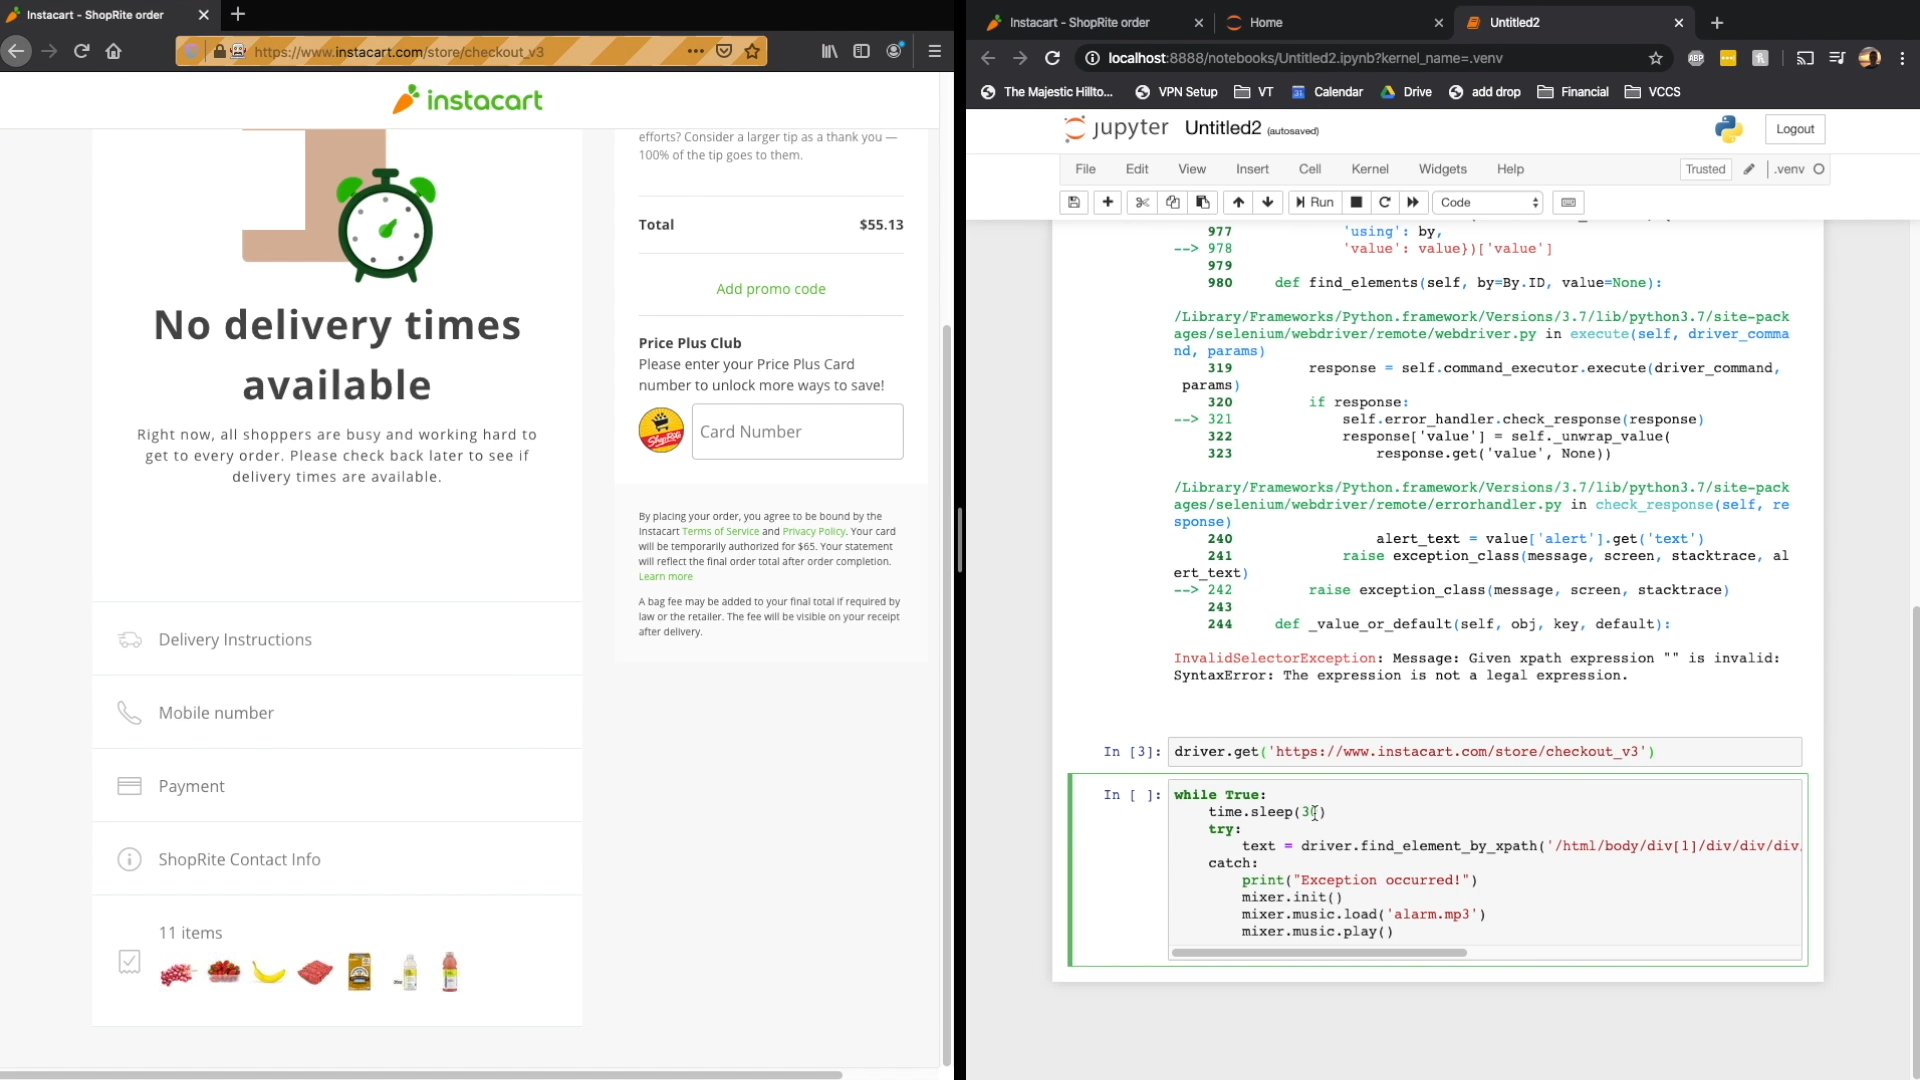 Instacart - ShopRite order
https://www.instacart.com/store/checkout_v3
instacart
No delivery times
available
Right now, all shoppers are busy and working hard to
get to every order. Please check back later to see if
delivery times are available.
Delivery Instructions
Mobile number
Payment
ShopRite Contact Info
11 items
efforts? Consider a larger tip as a thank you —
100% of the tip goes to them.
Total $55.13
Add promo code
Price Plus Club
Please enter your Price Plus Card
number to unlock more ways to save!
ShopRite
Card Number
By placing your order, you agree to be bound by the
Instacart Terms of Service and Privacy Policy. Your card
will be temporarily authorized for $65. Your statement
will reflect the final order total after order completion.
Learn more
A bag fee may be added to your final total if required by
law or the retailer. The fee will be visible on your receipt
after delivery.
Instacart - ShopRite order Home Untitled2
localhost:8888/notebooks/Untitled2.ipynb?kernel_name=.venv
ABP
The Majestic Hillto... VPN Setup VT Calendar Drive add drop Financial VCCS
jupyter Untitled2 (autosaved) Logout
File Edit View Insert Cell Kernel Widgets Help Trusted .venv
Run Code
977 'using': by,
--> 978 'value': value})['value']
979
980 def find_elements(self, by=By.ID, value=None):
/Library/Frameworks/Python.framework/Versions/3.7/lib/python3.7/site-pack
ages/selenium/webdriver/remote/webdriver.py in execute(self, driver_comma
nd, params)
319 response = self.command_executor.execute(driver_command,
params)
320 if response:
--> 321 self.error_handler.check_response(response)
322 response['value'] = self._unwrap_value(
323 response.get('value', None))
/Library/Frameworks/Python.framework/Versions/3.7/lib/python3.7/site-pack
ages/selenium/webdriver/remote/errorhandler.py in check_response(self, re
sponse)
240 alert_text = value['alert'].get('text')
241 raise exception_class(message, screen, stacktrace, al
ert_text)
--> 242 raise exception_class(message, screen, stacktrace)
243
244 def _value_or_default(self, obj, key, default):
InvalidSelectorException: Message: Given xpath expression "" is invalid:
SyntaxError: The expression is not a legal expression.
In [3]: driver.get('https://www.instacart.com/store/checkout_v3')
In [ ]: while True:
time.sleep(30)
try:
text = driver.find_element_by_xpath('/html/body/div[1]/div/div/div
catch:
print("Exception occurred!")
mixer.init()
mixer.music.load('alarm.mp3')
mixer.music.play()